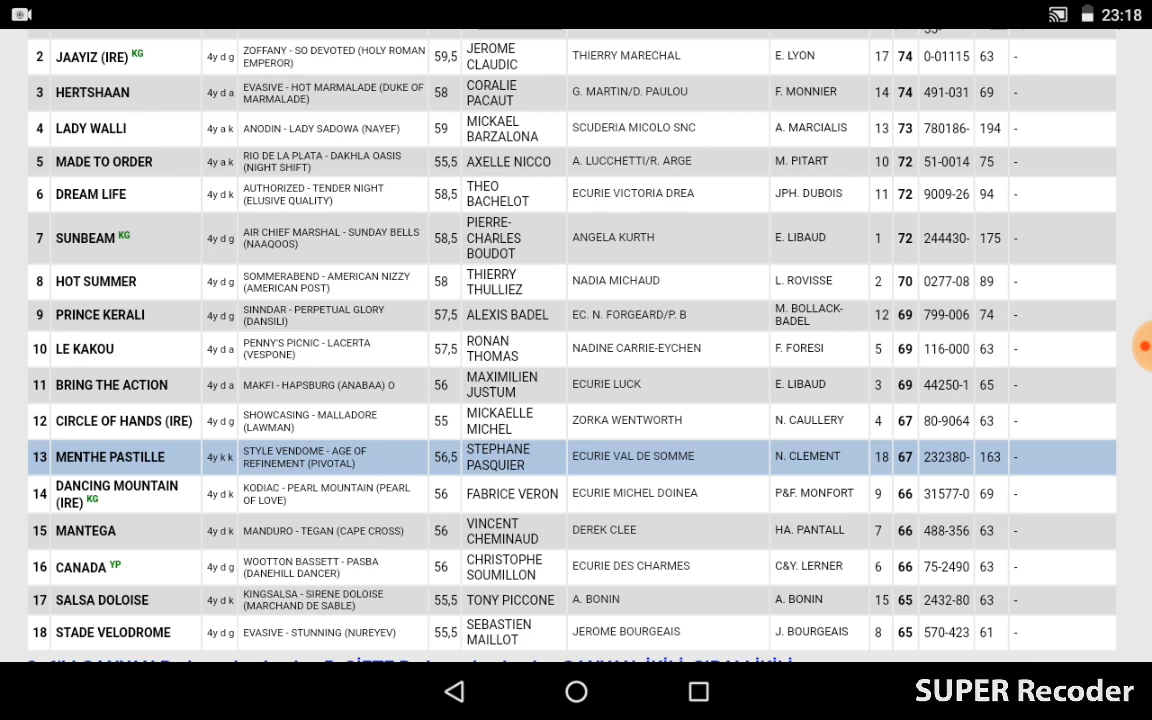 23:18
2 JAAYIZ (IRE) KG 4y d g ZOFFANY - SO DEVOTED (HOLY ROMAN EMPEROR) 59,5 JEROME CLAUDIC THIERRY MARECHAL E. LYON 17 74 0-01115 63 -
3 HERTSHAAN 4y d a EVASIVE - HOT MARMALADE (DUKE OF MARMALADE) 58 CORALIE PACAUT G. MARTIN/D. PAULOU F. MONNIER 14 74 491-031 69 -
4 LADY WALLI 4y a k ANODIN - LADY SADOWA (NAYEF) 59 MICKAEL BARZALONA SCUDERIA MICOLO SNC A. MARCIALIS 13 73 780186- 194 -
5 MADE TO ORDER 4y a k RIO DE LA PLATA - DAKHLA OASIS (NIGHT SHIFT) 55,5 AXELLE NICCO A. LUCCHETTI/R. ARGE M. PITART 10 72 51-0014 75 -
6 DREAM LIFE 4y d k AUTHORIZED - TENDER NIGHT (ELUSIVE QUALITY) 58,5 THEO BACHELOT ECURIE VICTORIA DREA JPH. DUBOIS 11 72 9009-26 94 -
7 SUNBEAM KG 4y d g AIR CHIEF MARSHAL - SUNDAY BELLS (NAAQOOS) 58,5 PIERRE-CHARLES BOUDOT ANGELA KURTH E. LIBAUD 1 72 244430- 175 -
8 HOT SUMMER 4y d g SOMMERABEND - AMERICAN NIZZY (AMERICAN POST) 58 THIERRY THULLIEZ NADIA MICHAUD L. ROVISSE 2 70 0277-08 89 -
9 PRINCE KERALI 4y d g SINNDAR - PERPETUAL GLORY (DANSILI) 57,5 ALEXIS BADEL EC. N. FORGEARD/P. B M. BOLLACK-BADEL 12 69 799-006 74 -
10 LE KAKOU 4y d a PENNY'S PICNIC - LACERTA (VESPONE) 57,5 RONAN THOMAS NADINE CARRIE-EYCHEN F. FORESI 5 69 116-000 63 -
11 BRING THE ACTION 4y d a MAKFI - HAPSBURG (ANABAA) O 56 MAXIMILIEN JUSTUM ECURIE LUCK E. LIBAUD 3 69 44250-1 65 -
12 CIRCLE OF HANDS (IRE) 4y d g SHOWCASING - MALLADORE (LAWMAN) 55 MICKAELLE MICHEL ZORKA WENTWORTH N. CAULLERY 4 67 80-9064 63 -
13 MENTHE PASTILLE 4y k k STYLE VENDOME - AGE OF REFINEMENT (PIVOTAL) 56,5 STEPHANE PASQUIER ECURIE VAL DE SOMME N. CLEMENT 18 67 232380- 163 -
14 DANCING MOUNTAIN (IRE) KG 4y d k KODIAC - PEARL MOUNTAIN (PEARL OF LOVE) 56 FABRICE VERON ECURIE MICHEL DOINEA P&F. MONFORT 9 66 31577-0 69 -
15 MANTEGA 4y d k MANDURO - TEGAN (CAPE CROSS) 56 VINCENT CHEMINAUD DEREK CLEE HA. PANTALL 7 66 488-356 63 -
16 CANADA YP 4y d g WOOTTON BASSETT - PASBA (DANEHILL DANCER) 56 CHRISTOPHE SOUMILLON ECURIE DES CHARMES C&Y. LERNER 6 66 75-2490 63 -
17 SALSA DOLOISE 4y d k KINGSALSA - SIRENE DOLOISE (MARCHAND DE SABLE) 55,5 TONY PICCONE A. BONIN A. BONIN 15 65 2432-80 63 -
18 STADE VELODROME 4y d g EVASIVE - STUNNING (NUREYEV) 55,5 SEBASTIEN MAILLOT JEROME BOURGEAIS J. BOURGEAIS 8 65 570-423 61 -
SUPER Recoder